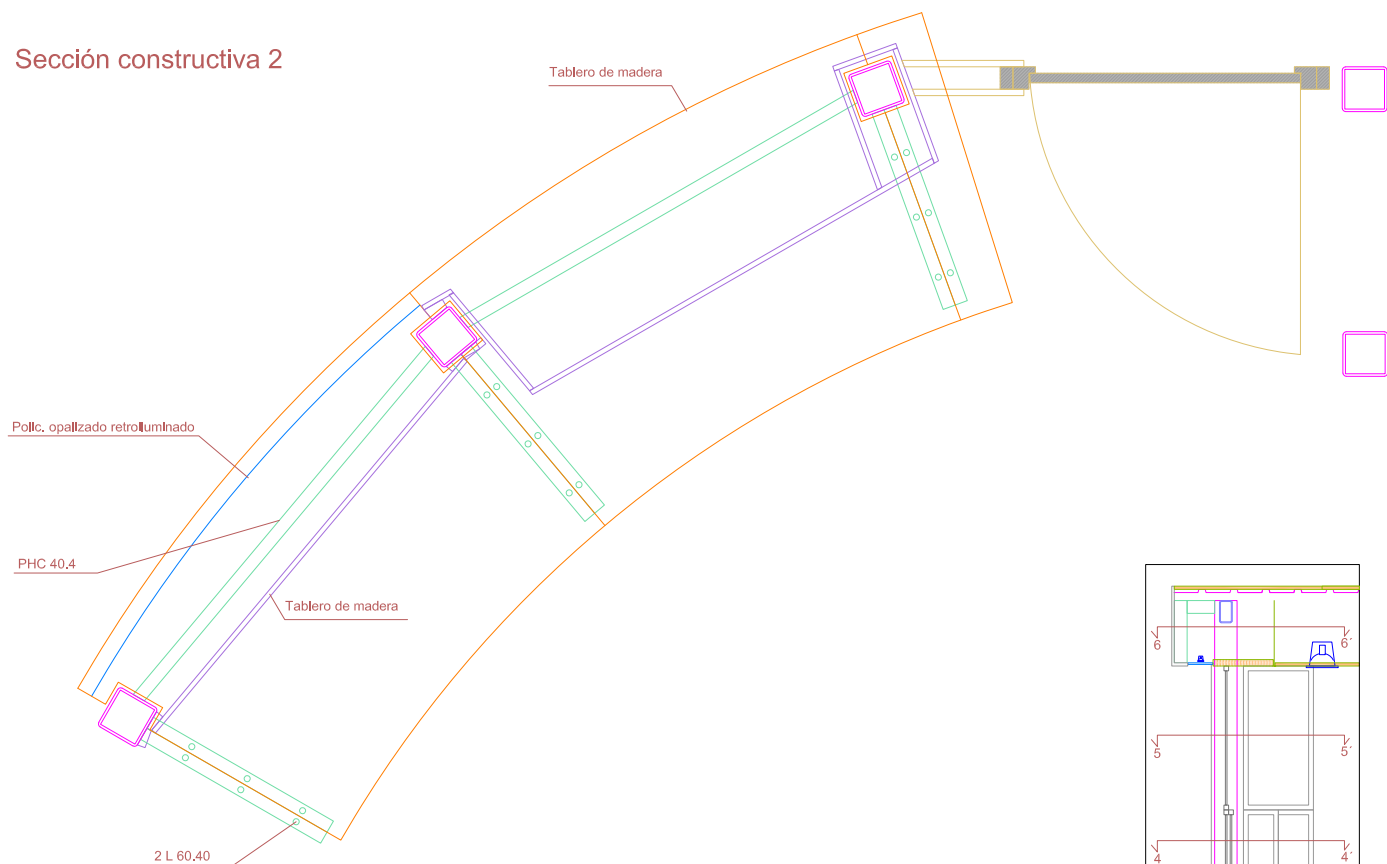 Sección constructiva 2
Tablero de madera
Polic. opalizado retroiluminado
PHC 40.4
Tablero de madera
2 L 60.40
6 6´
5 5´
4 4´